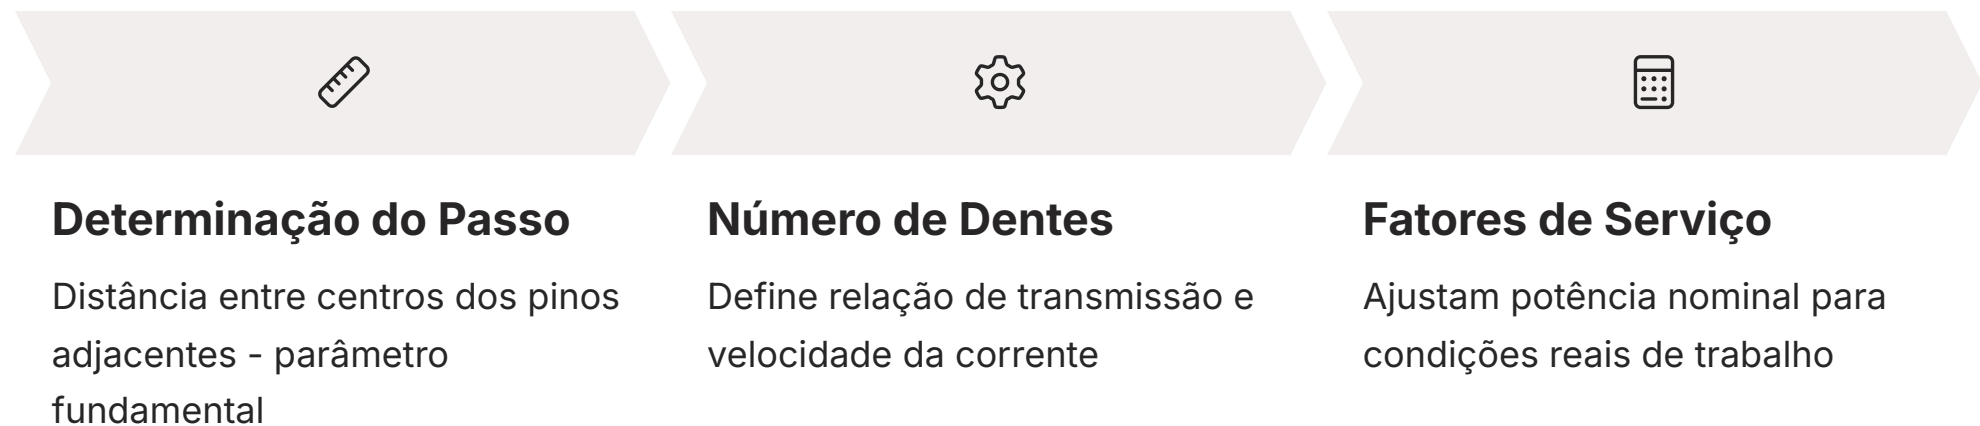 Determinação do Passo
Distância entre centros dos pinos
adjacentes - parâmetro
fundamental
Número de Dentes
Define relação de transmissão e
velocidade da corrente
Fatores de Serviço
Ajustam potência nominal para
condições reais de trabalho